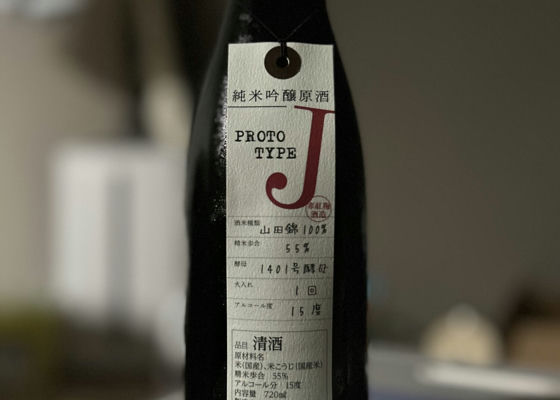 純米吟醸原酒
PROTO
TYPE
J
酒造
酒米種類 山田錦100%
精米歩合 55%
酵母 1401号酵母
火入れ 1回
アルコール度 15度
品目 清酒
原材料名
米(国産)、米こうじ(国産米)
精米歩合 55%
アルコール分 15度
内容量 720ml